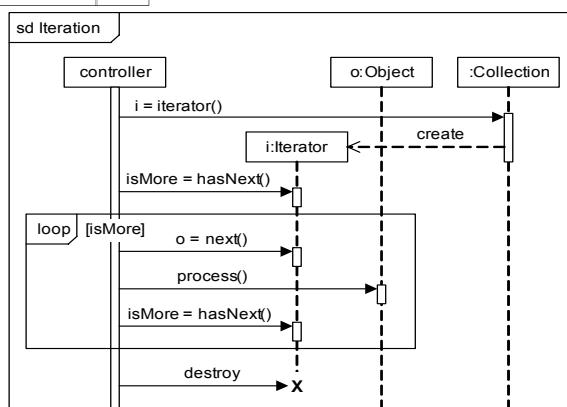 sd Iteration
controller
o:Object
:Collection
i = iterator()
create
i:Iterator
isMore = hasNext()
loop
[isMore]
o = next()
process()
isMore = hasNext()
destroy
X